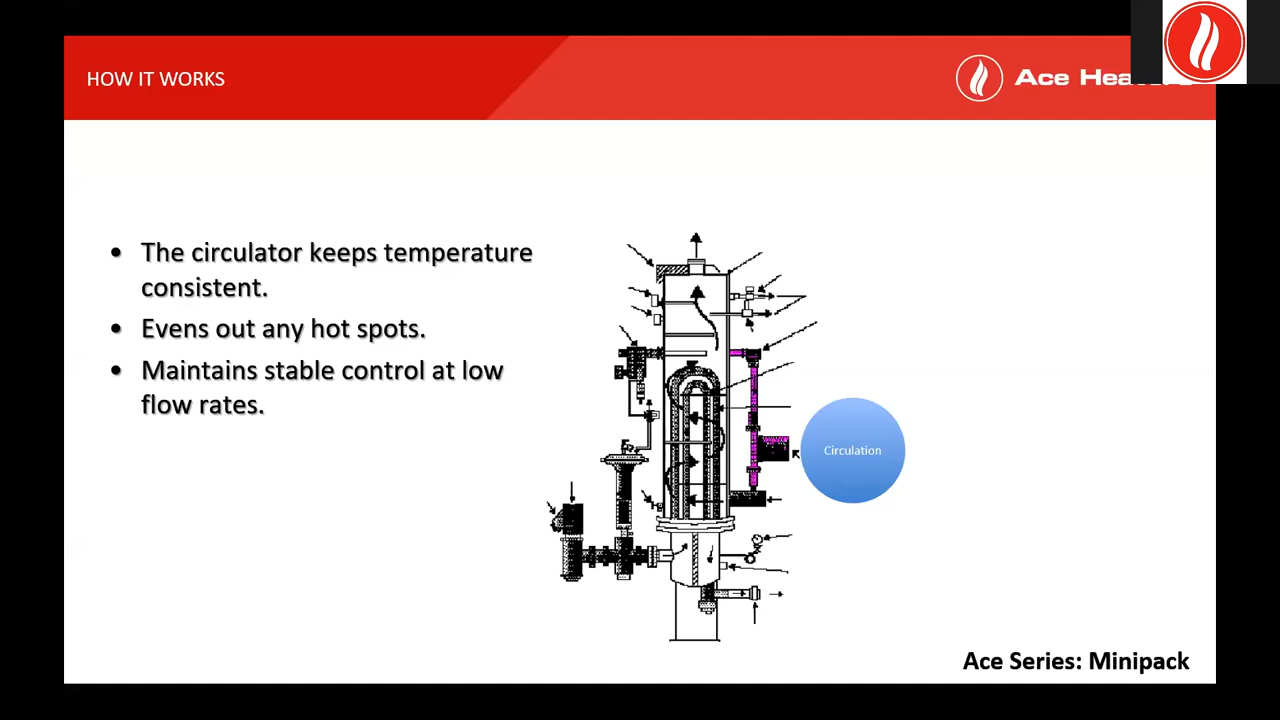 HOW IT WORKS
Ace Hea
• The circulator keeps temperature
consistent.
• Evens out any hot spots.
• Maintains stable control at low
flow rates.
Circulation
Ace Series: Minipack